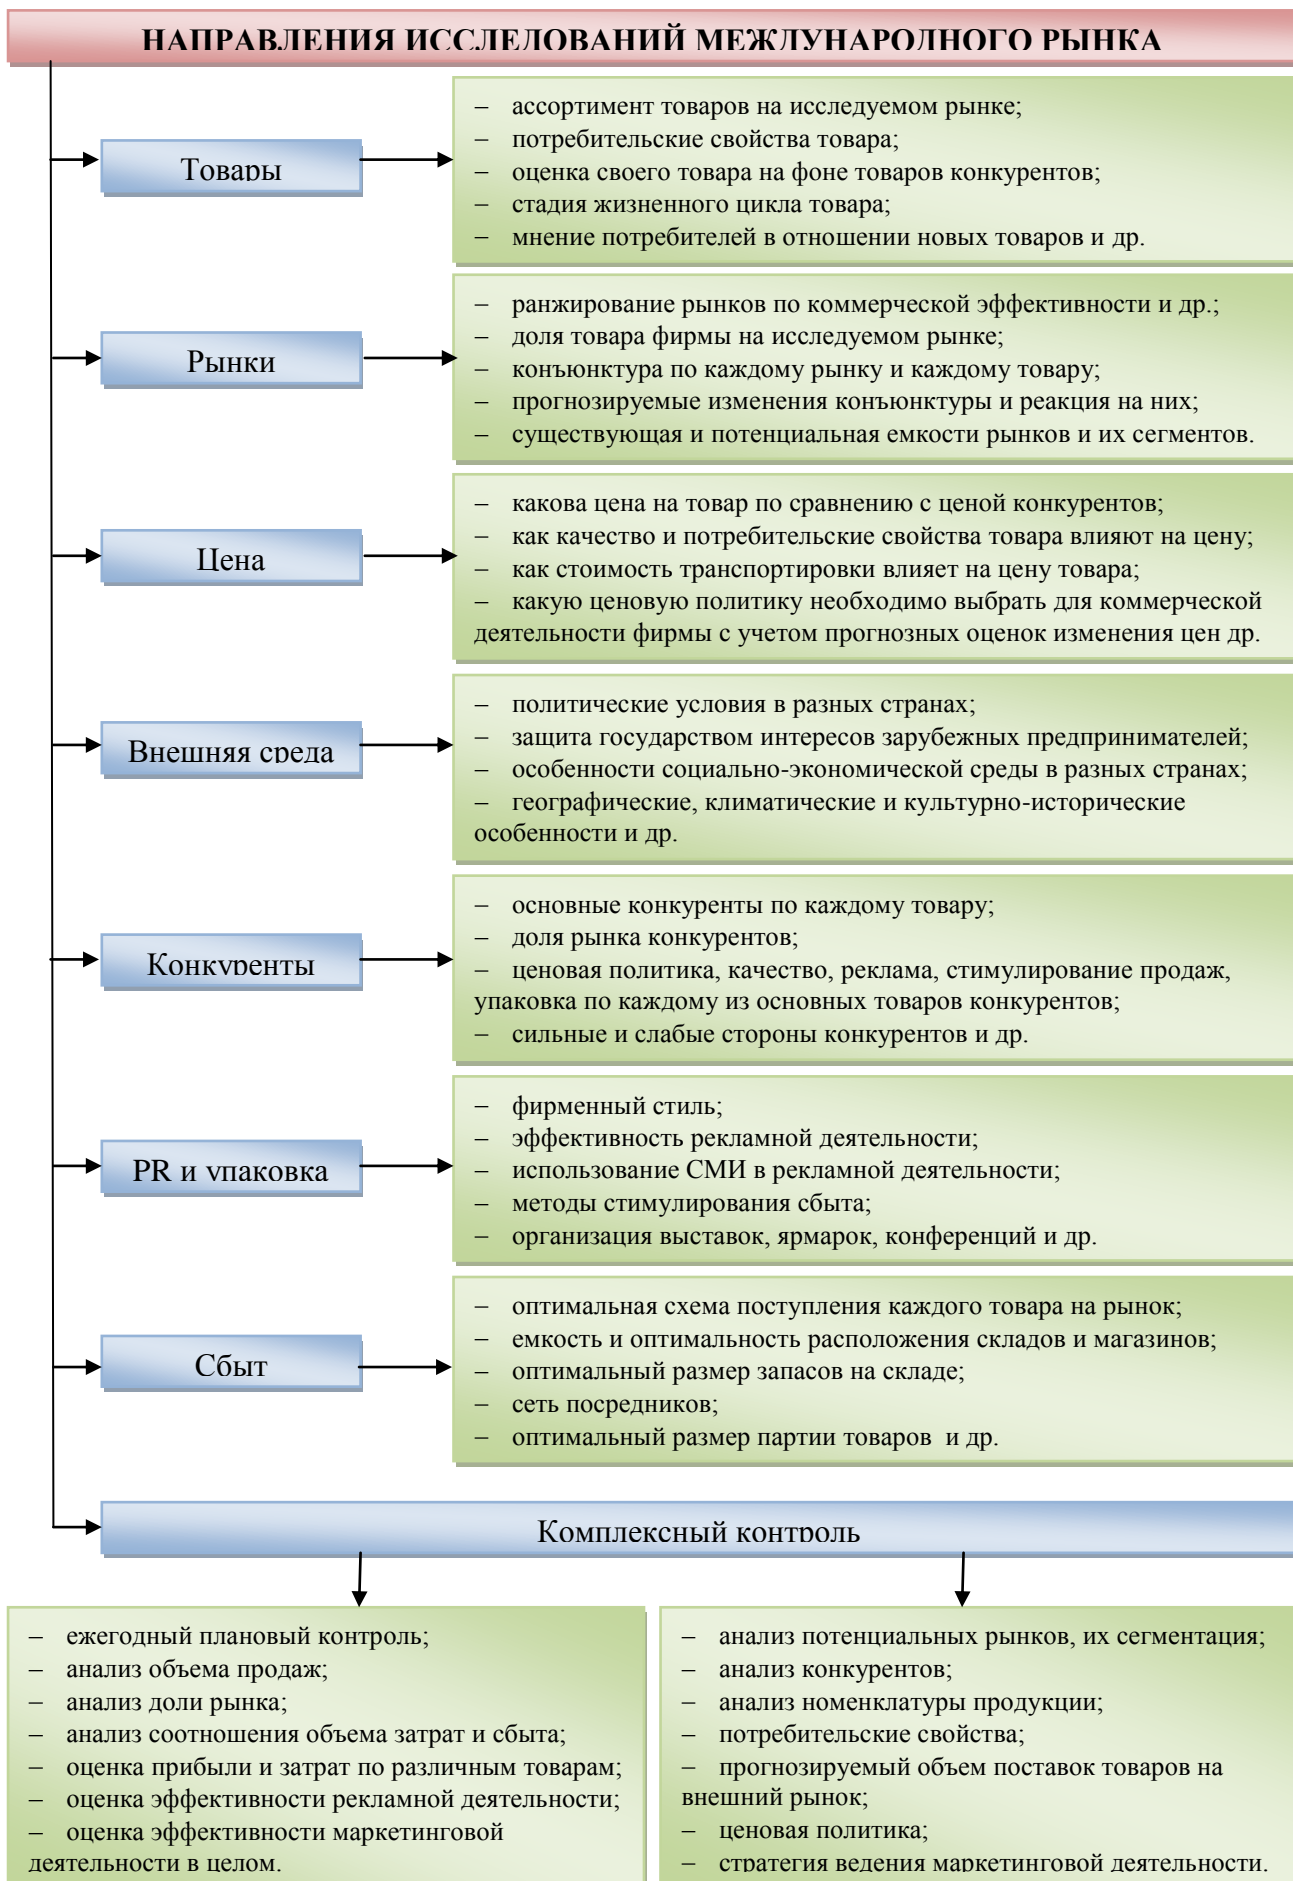 НАПРАВЛЕНИЯ ИССЛЕДОВАНИЙ МЕЖДУНАРОДНОГО РЫНКА
Товары
– ассортимент товаров на исследуемом рынке;
– потребительские свойства товара;
– оценка своего товара на фоне товаров конкурентов;
– стадия жизненного цикла товара;
– мнение потребителей в отношении новых товаров и др.
Рынки
– ранжирование рынков по коммерческой эффективности и др.;
– доля товара фирмы на исследуемом рынке;
– конъюнктура по каждому рынку и каждому товару;
– прогнозируемые изменения конъюнктуры и реакция на них;
– существующая и потенциальная емкости рынков и их сегментов.
Цена
– какова цена на товар по сравнению с ценой конкурентов;
– как качество и потребительские свойства товара влияют на цену;
– как стоимость транспортировки влияет на цену товара;
– какую ценовую политику необходимо выбрать для коммерческой
деятельности фирмы с учетом прогнозных оценок изменения цен др.
Внешняя среда
– политические условия в разных странах;
– защита государством интересов зарубежных предпринимателей;
– особенности социально-экономической среды в разных странах;
– географические, климатические и культурно-исторические
особенности и др.
Конкуренты
– основные конкуренты по каждому товару;
– доля рынка конкурентов;
– ценовая политика, качество, реклама, стимулирование продаж,
упаковка по каждому из основных товаров конкурентов;
– сильные и слабые стороны конкурентов и др.
PR и упаковка
– фирменный стиль;
– эффективность рекламной деятельности;
– использование СМИ в рекламной деятельности;
– методы стимулирования сбыта;
– организация выставок, ярмарок, конференций и др.
Сбыт
– оптимальная схема поступления каждого товара на рынок;
– емкость и оптимальность расположения складов и магазинов;
– оптимальный размер запасов на складе;
– сеть посредников;
– оптимальный размер партии товаров и др.
Комплексный контроль
– ежегодный плановый контроль;
– анализ объема продаж;
– анализ доли рынка;
– анализ соотношения объема затрат и сбыта;
– оценка прибыли и затрат по различным товарам;
– оценка эффективности рекламной деятельности;
– оценка эффективности маркетинговой
деятельности в целом.
– анализ потенциальных рынков, их сегментация;
– анализ конкурентов;
– анализ номенклатуры продукции;
– потребительские свойства;
– прогнозируемый объем поставок товаров на
внешний рынок;
– ценовая политика;
– стратегия ведения маркетинговой деятельности.